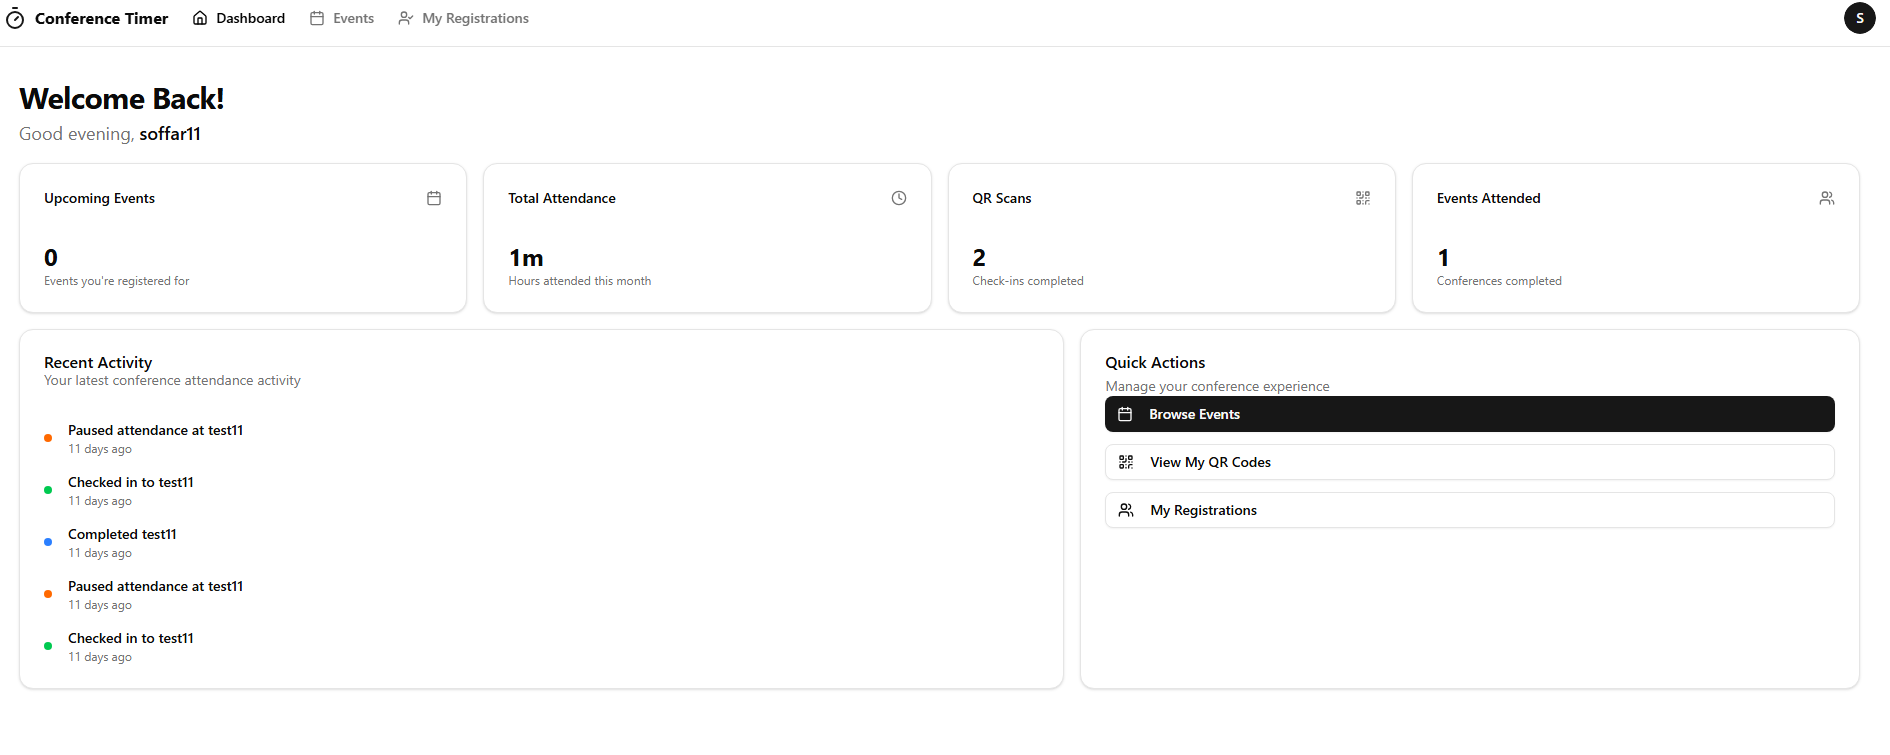 Conference Timer Dashboard Events My Registrations S
Welcome Back!
Good evening, soffar11
Upcoming Events
0
Events you're registered for
Total Attendance
1m
Hours attended this month
QR Scans
2
Check-ins completed
Events Attended
1
Conferences completed
Recent Activity
Your latest conference attendance activity
Paused attendance at test11
11 days ago
Checked in to test11
11 days ago
Completed test11
11 days ago
Paused attendance at test11
11 days ago
Checked in to test11
11 days ago
Quick Actions
Manage your conference experience
Browse Events
View My QR Codes
My Registrations